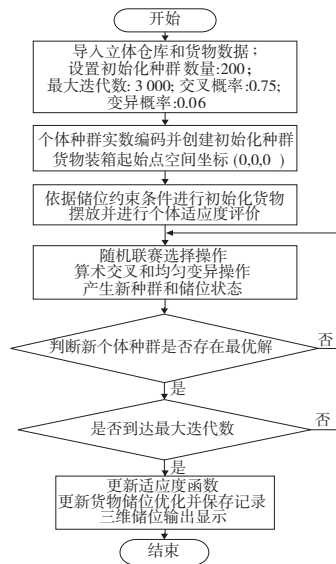 开始
导入立体仓库和货物数据；
设置初始化种群数量:200；
最大迭代数: 3 000; 交叉概率:0.75;
变异概率:0.06
个体种群实数编码并创建初始化种群
货物装箱起始点空间坐标 (0,0,0 )
依据储位约束条件进行初始化货物
摆放并进行个体适应度评价
随机联赛选择操作
算术交叉和均匀变异操作
产生新种群和储位状态
判断新个体种群是否存在最优解
否
是
是否到达最大迭代数
否
是
更新适应度函数
更新货物储位优化并保存记录
三维储位输出显示
结束